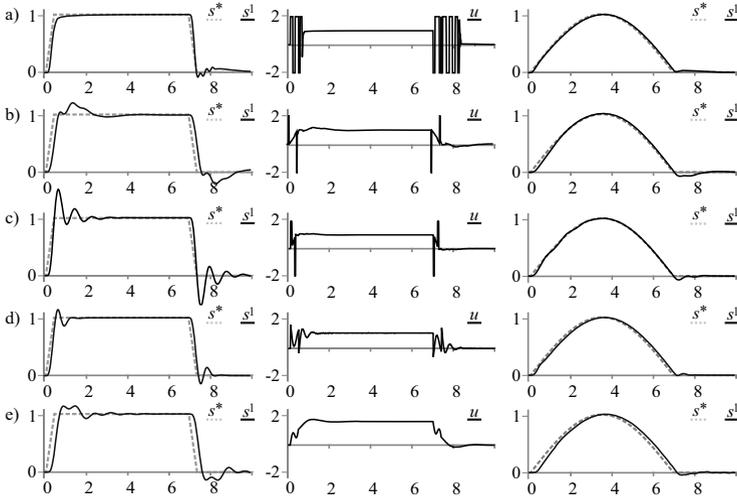 a) 1 0 0 2 4 6 8 s* s¹ 2 -2 0 2 4 6 8 u 1 0 0 2 4 6 8 s* s¹
b) 1 0 0 2 4 6 8 s* s¹ 2 -2 0 2 4 6 8 u 1 0 0 2 4 6 8 s* s¹
c) 1 0 0 2 4 6 8 s* s¹ 2 -2 0 2 4 6 8 u 1 0 0 2 4 6 8 s* s¹
d) 1 0 0 2 4 6 8 s* s¹ 2 -2 0 2 4 6 8 u 1 0 0 2 4 6 8 s* s¹
e) 1 0 0 2 4 6 8 s* s¹ 2 -2 0 2 4 6 8 u 1 0 0 2 4 6 8 s* s¹